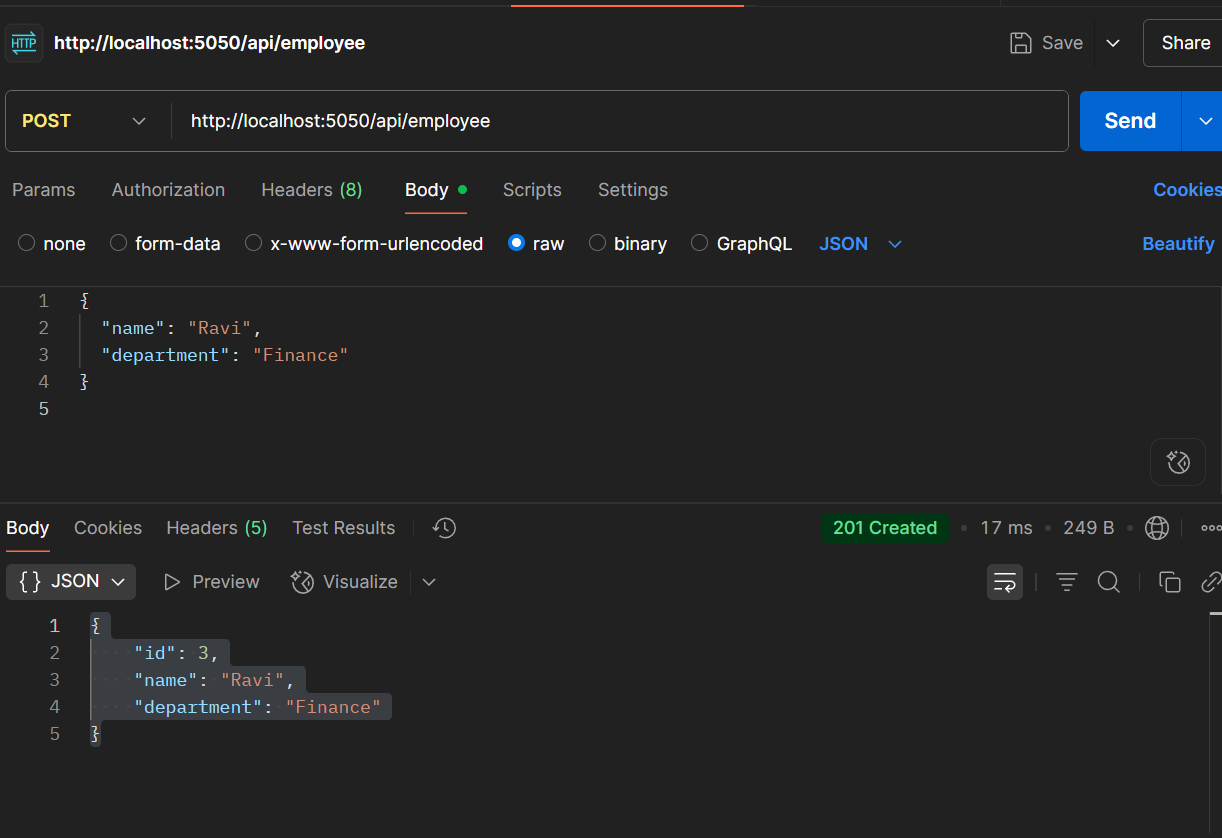 HTTP http://localhost:5050/api/employee Save Share
POST http://localhost:5050/api/employee Send
Params Authorization Headers (8) Body Scripts Settings Cookies
none form-data x-www-form-urlencoded raw binary GraphQL JSON Beautify
1 {
2 "name": "Ravi",
3 "department": "Finance"
4 }
5
Body Cookies Headers (5) Test Results 201 Created • 17 ms • 249 B •
{ } JSON Preview Visualize
1 {
2 "id": 3,
3 "name": "Ravi",
4 "department": "Finance"
5 }